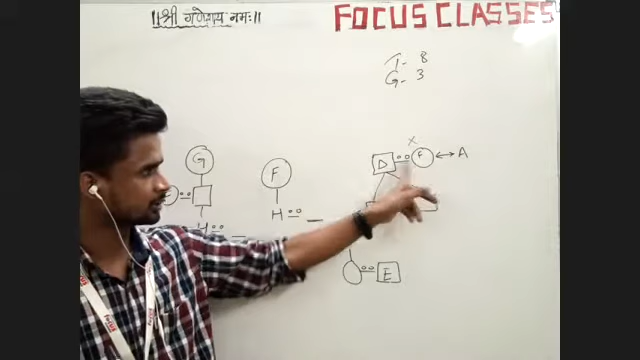 ||श्री गणेशाय नमः||
FOCUS CLASSES
T- 8
G- 3
X
G
F
D
F ↔ A
H
H
E